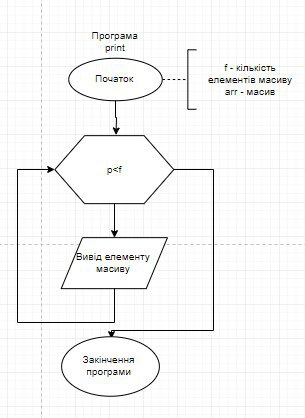 Програма
print
Початок
f - кількість
елементів масиву
arr - масив
p<f
Вивід елементу
масиву
Закінчення
програми